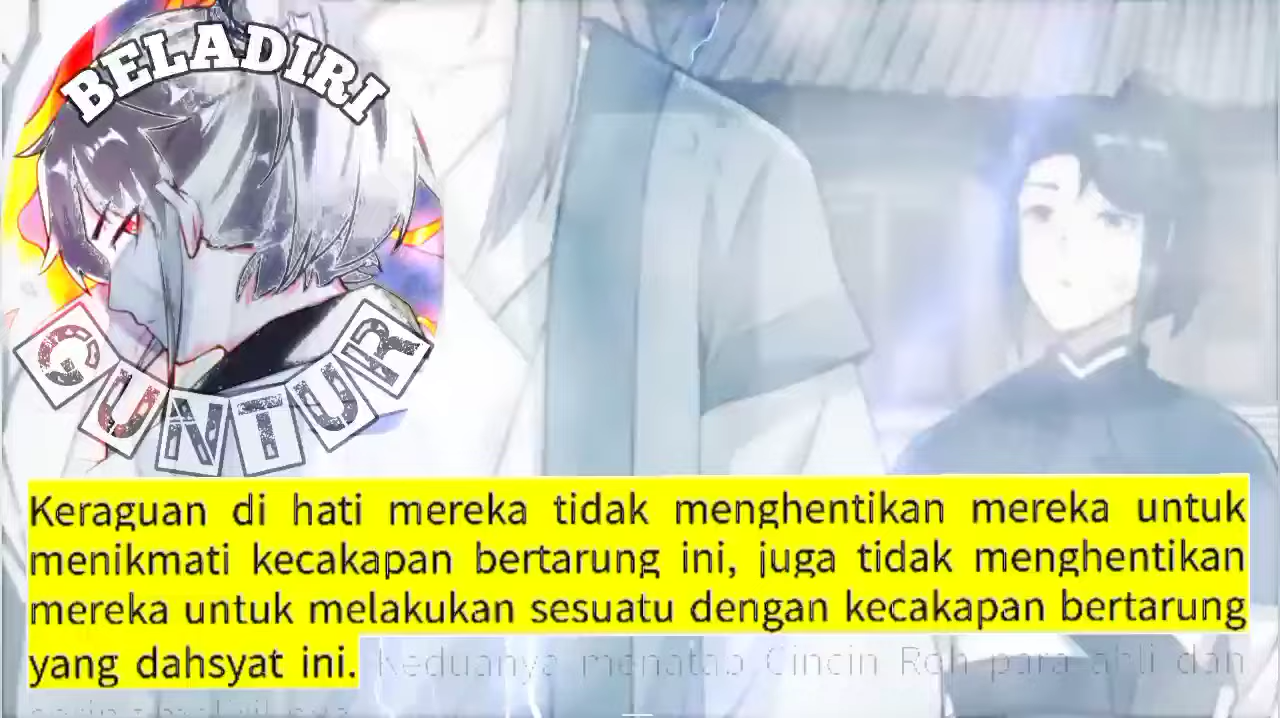 BELADIRI
GUNTUR
Keraguan di hati mereka tidak menghentikan mereka untuk
menikmati kecakapan bertarung ini, juga tidak menghentikan
mereka untuk melakukan sesuatu dengan kecakapan bertarung
yang dahsyat ini. Keduanya menatap Cincin Roh para ahli dan